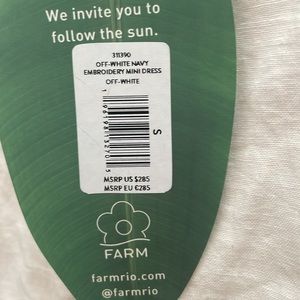 We invite you to
follow the sun.
311390
OFF-WHITE NAVY
EMBROIDERY MINI DRESS
OFF-WHITE
S
MSRP US $285
MSRP EU €285
FARM
farmrio.com
@farmrio